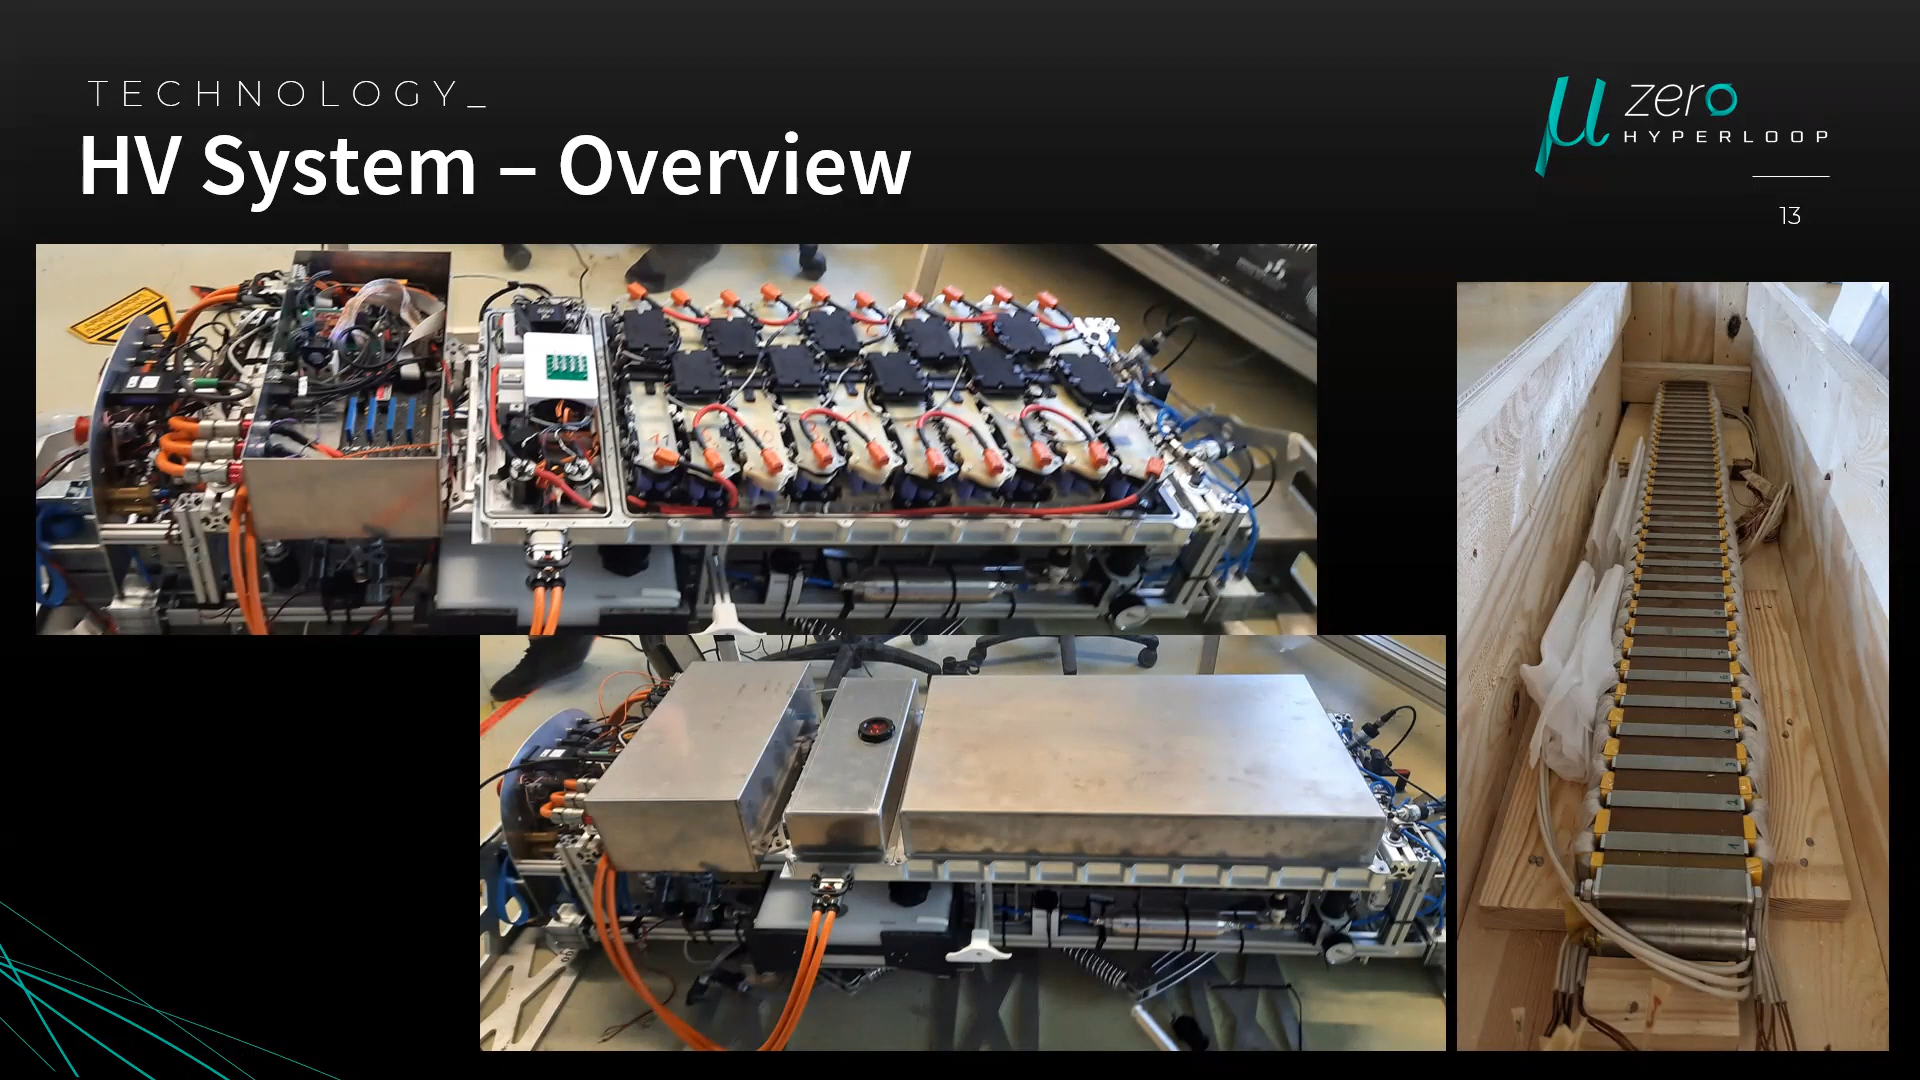 TECHNOLOGY_
HV System – Overview
μ zero
HYPERLOOP
13